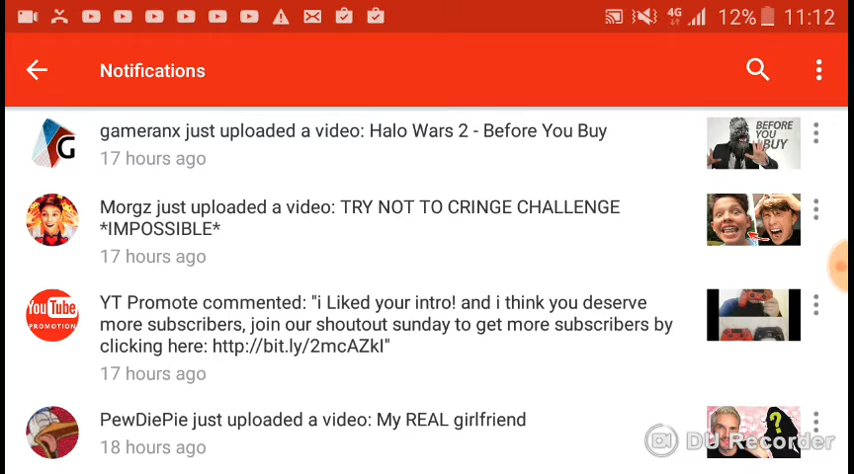 4G 12% 11:12
Notifications
gameranx just uploaded a video: Halo Wars 2 - Before You Buy
17 hours ago
BEFORE
YOU
BUY
G
Morgz just uploaded a video: TRY NOT TO CRINGE CHALLENGE
*IMPOSSIBLE*
17 hours ago
YT Promote commented: "i Liked your intro! and i think you deserve
more subscribers, join our shoutout sunday to get more subscribers by
clicking here: http://bit.ly/2mcAZkI"
17 hours ago
YouTube
PROMOTION
PewDiePie just uploaded a video: My REAL girlfriend
18 hours ago
?
DU Recorder